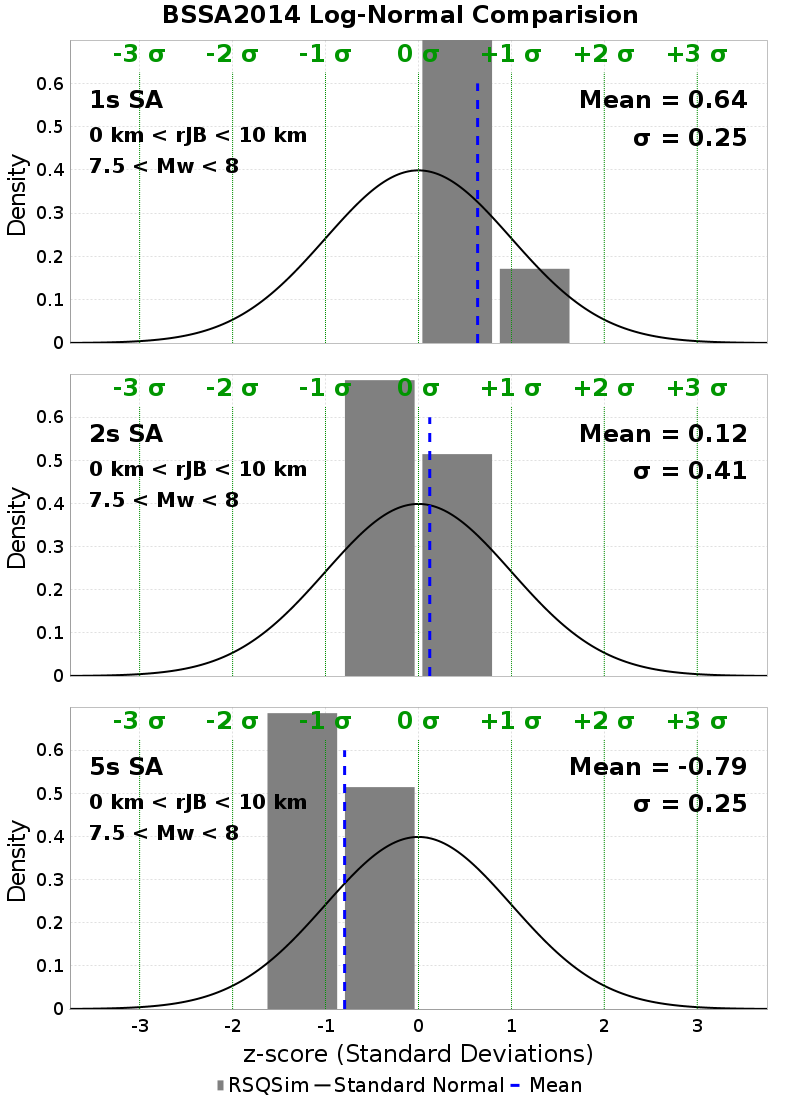 BSSA2014 Log-Normal Comparision
-3 σ -2 σ -1 σ 0 σ +1 σ +2 σ +3 σ
1s SA
0 km < rJB < 10 km
7.5 < Mw < 8
Mean = 0.64
σ = 0.25
Density
0.6
0.5
0.4
0.3
0.2
0.1
0
-3 σ -2 σ -1 σ 0 σ +1 σ +2 σ +3 σ
2s SA
0 km < rJB < 10 km
7.5 < Mw < 8
Mean = 0.12
σ = 0.41
Density
0.6
0.5
0.4
0.3
0.2
0.1
0
-3 σ -2 σ -1 σ 0 σ +1 σ +2 σ +3 σ
5s SA
0 km < rJB < 10 km
7.5 < Mw < 8
Mean = -0.79
σ = 0.25
Density
0.6
0.5
0.4
0.3
0.2
0.1
0
-3 -2 -1 0 1 2 3
z-score (Standard Deviations)
RSQSim Standard Normal Mean